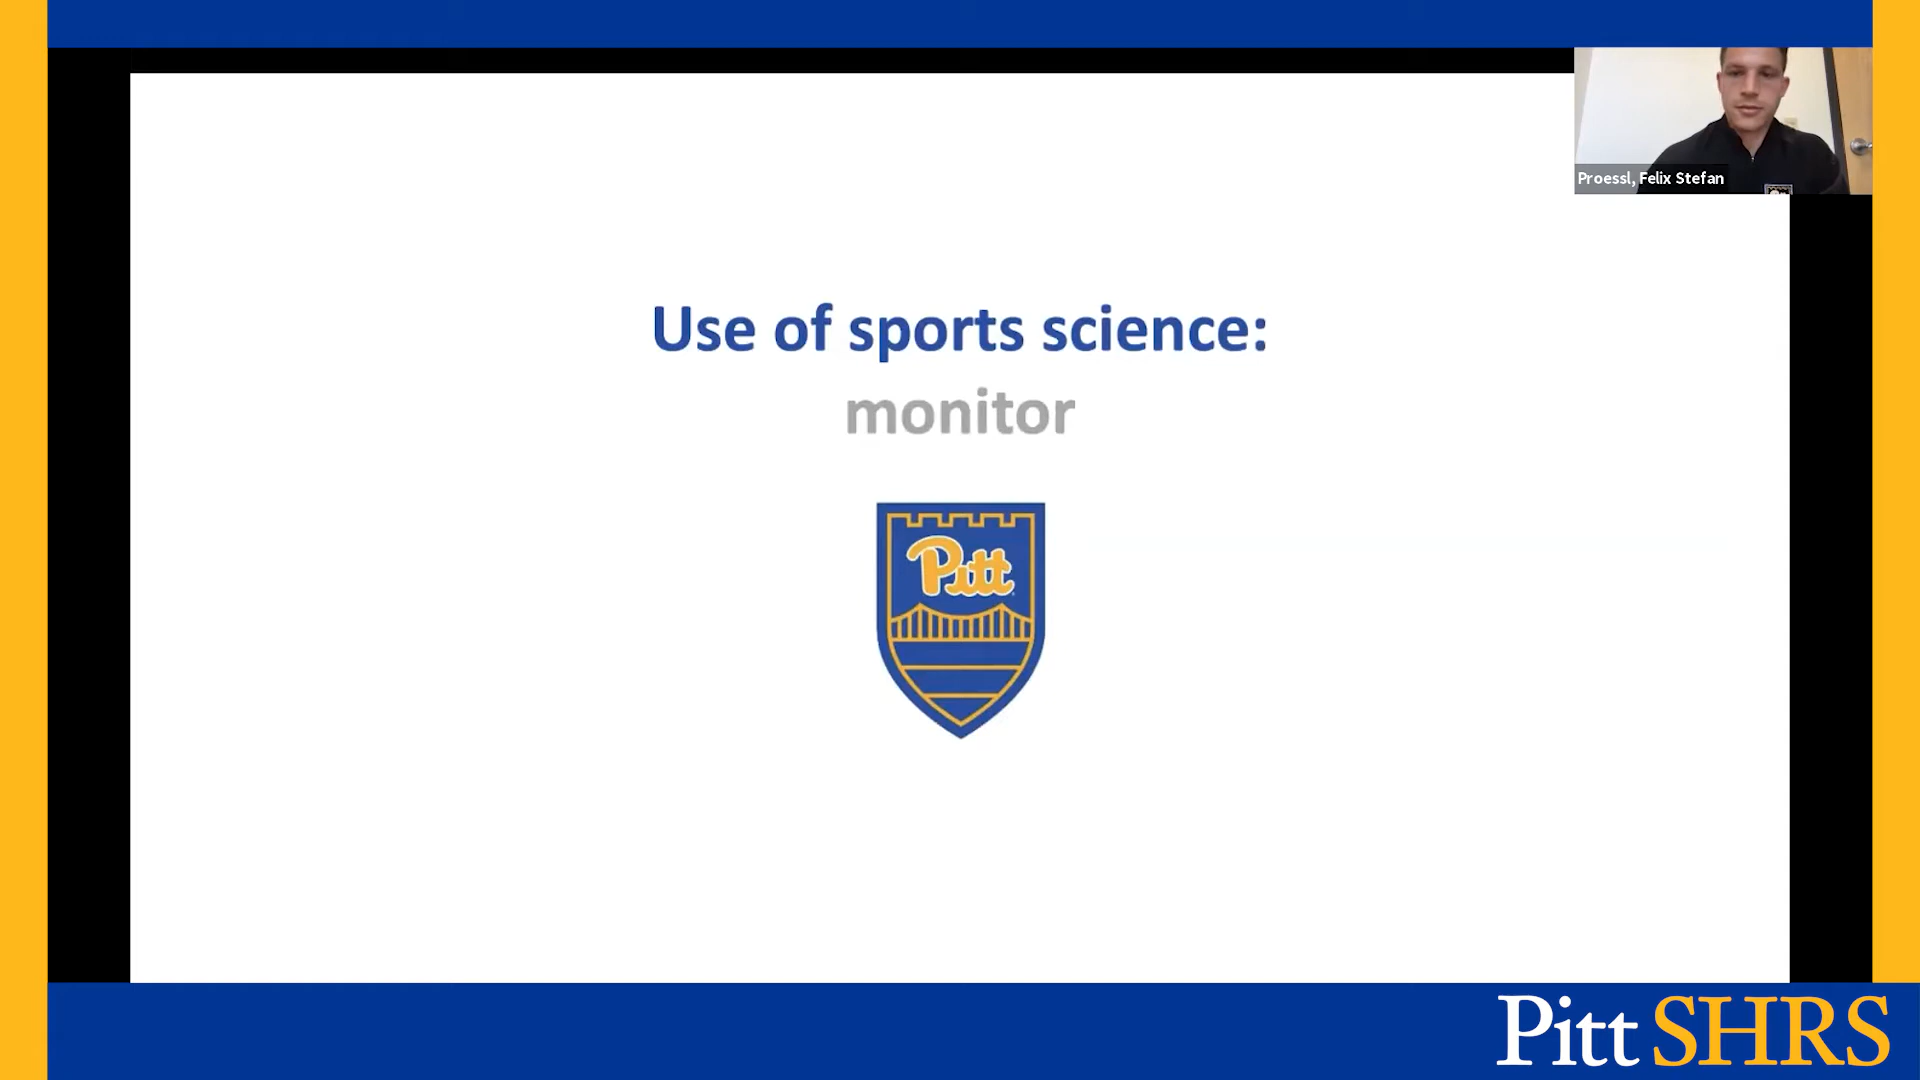 Proessl, Felix Stefan
Use of sports science:
monitor
Pitt
Pitt SHRS